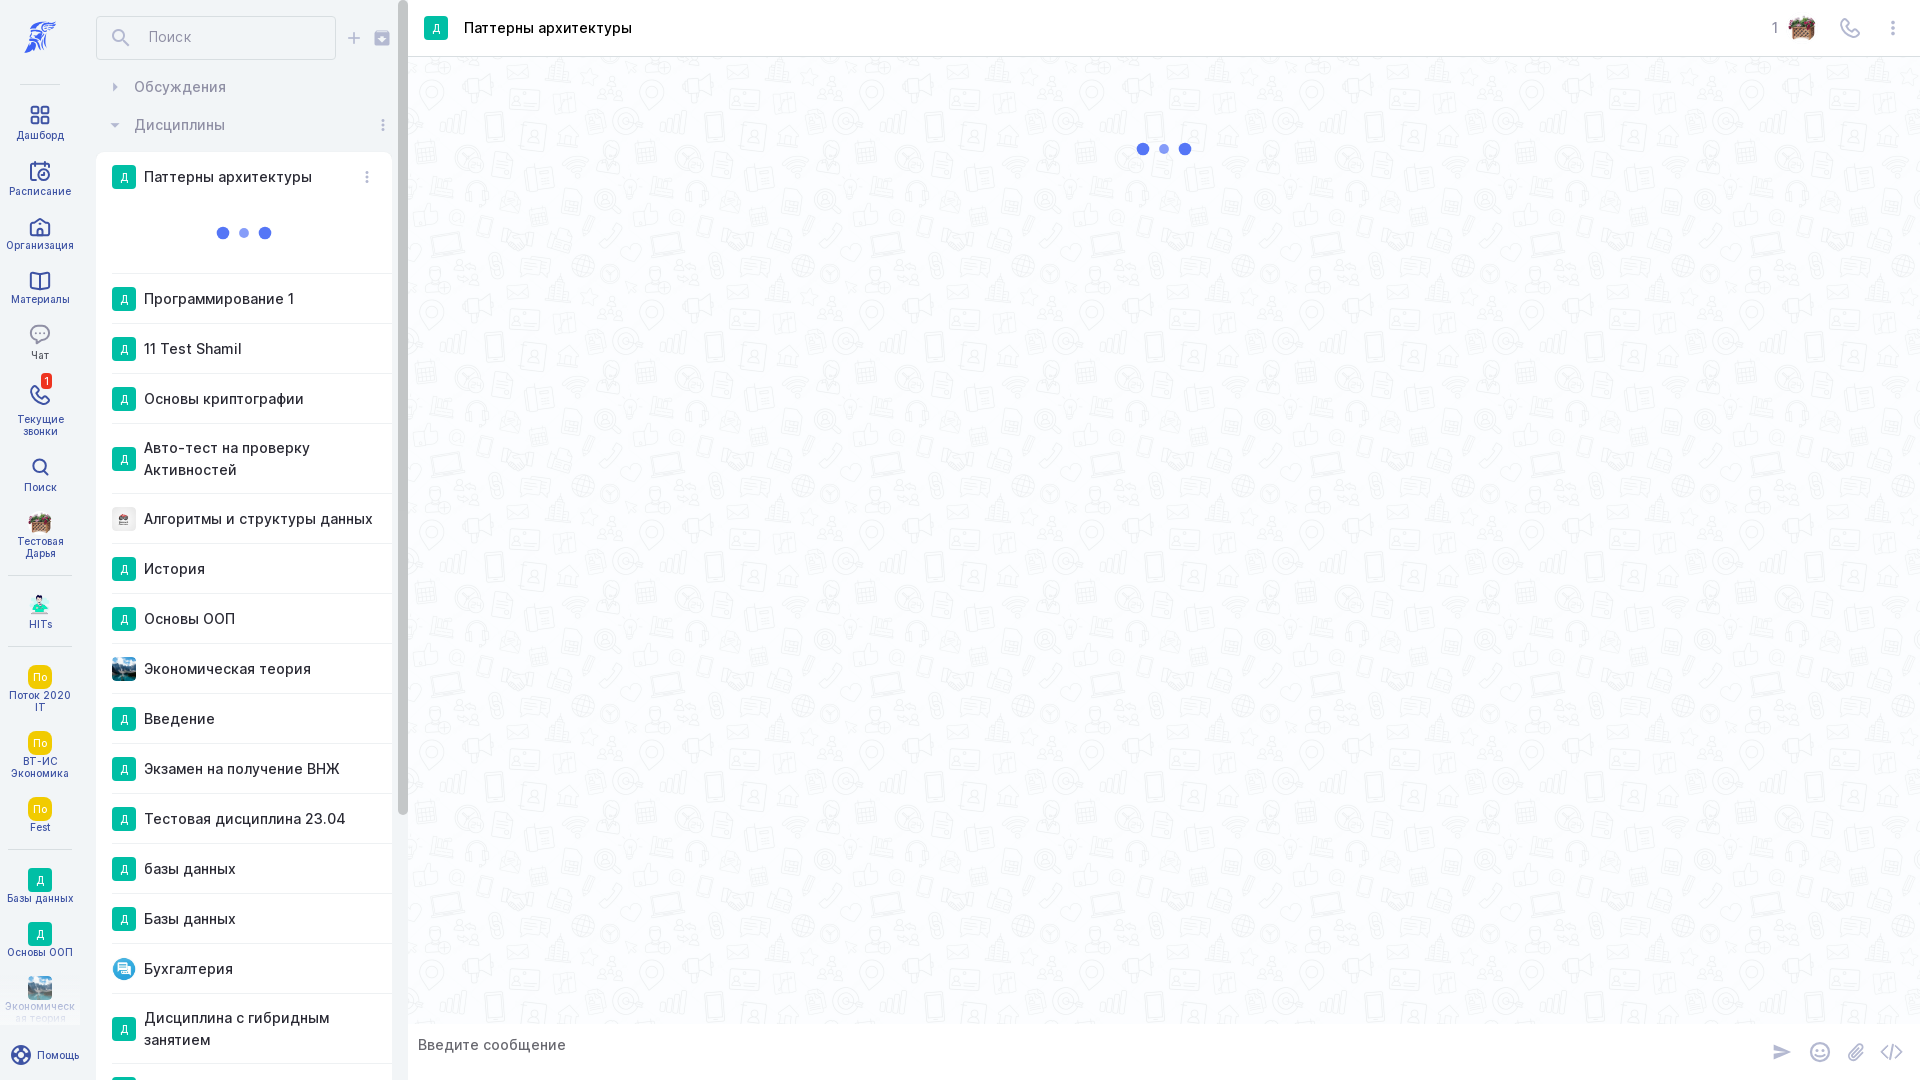 Дашборд
Расписание
Организация
Материалы
Чат
1
Текущие
звонки
Поиск
Тестовая
Дарья
HITs
По
Поток 2020
IT
По
ВТ-ИС
Экономика
По
Fest
Д
Базы данных
Д
Основы ООП
Экономическ
ая теория
Помощь
Поиск
Обсуждения
Дисциплины
Д Паттерны архитектуры
Д Программирование 1
Д 11 Test Shamil
Д Основы криптографии
Д Авто-тест на проверку
Активностей
Алгоритмы и структуры данных
Д История
Д Основы ООП
Экономическая теория
Д Введение
Д Экзамен на получение ВНЖ
Д Тестовая дисциплина 23.04
Д базы данных
Д Базы данных
Бухгалтерия
Д Дисциплина с гибридным
занятием
Д Паттерны архитектуры
1
Введите сообщение